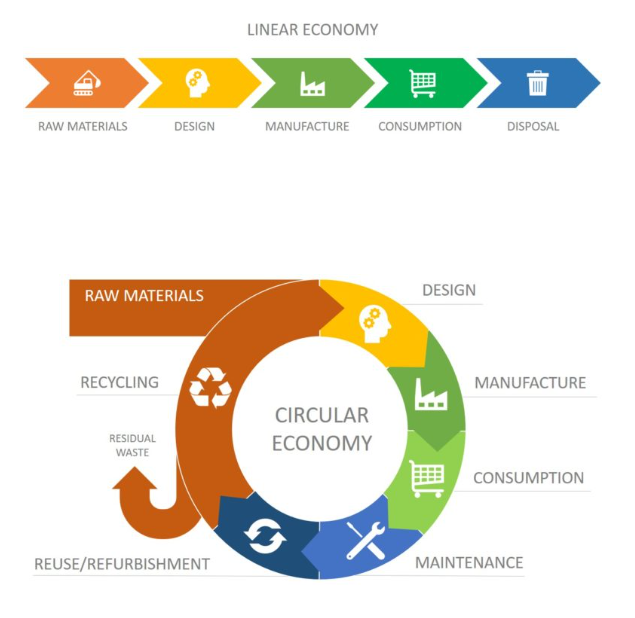 LINEAR ECONOMY
RAW MATERIALS
DESIGN
MANUFACTURE
CONSUMPTION
DISPOSAL
RAW MATERIALS
DESIGN
RECYCLING
MANUFACTURE
CIRCULAR
ECONOMY
RESIDUAL
WASTE
CONSUMPTION
REUSE/REFURBISHMENT
MAINTENANCE